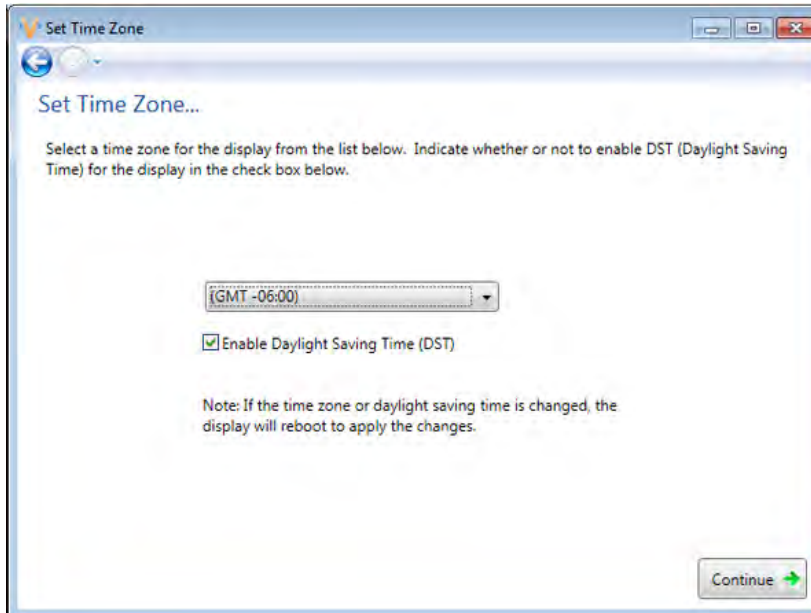 Set Time Zone
Set Time Zone...
Select a time zone for the display from the list below.  Indicate whether or not to enable DST (Daylight Saving
Time) for the display in the check box below.
(GMT -06:00)
Enable Daylight Saving Time (DST)
Note: If the time zone or daylight saving time is changed, the
display will reboot to apply the changes.
Continue